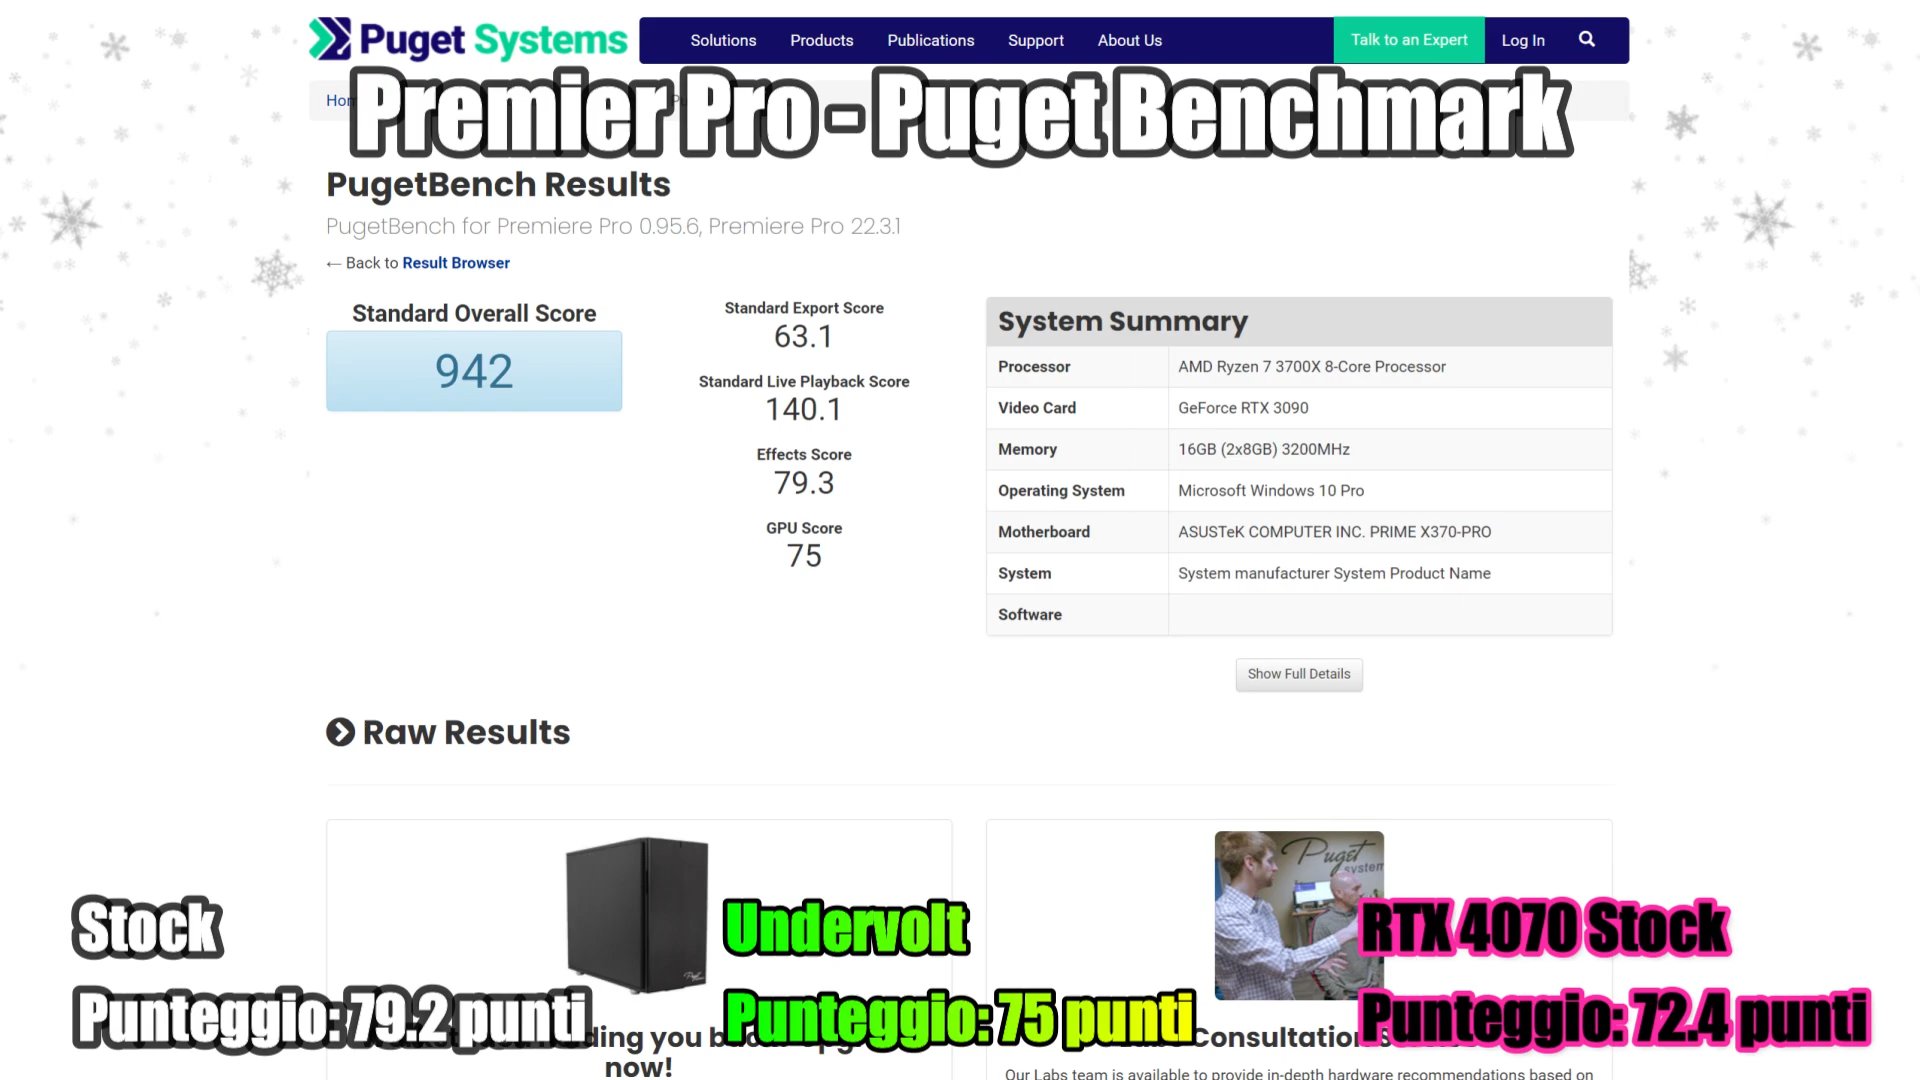 Puget Systems
Solutions Products Publications Support About Us Talk to an Expert Log In
Premier Pro - Puget Benchmark
PugetBench Results
PugetBench for Premiere Pro 0.95.6, Premiere Pro 22.3.1
← Back to Result Browser
Standard Overall Score
942
Standard Export Score
63.1
Standard Live Playback Score
140.1
Effects Score
79.3
GPU Score
75
System Summary
Processor AMD Ryzen 7 3700X 8-Core Processor
Video Card GeForce RTX 3090
Memory 16GB (2x8GB) 3200MHz
Operating System Microsoft Windows 10 Pro
Motherboard ASUSTeK COMPUTER INC. PRIME X370-PRO
System System manufacturer System Product Name
Software
Show Full Details
Raw Results
Puget
Systems
Stock
Punteggio: 79.2 punti
Undervolt
Punteggio: 75 punti
RTX 4070 Stock
Punteggio: 72.4 punti
you
now!
Consultation
Our Labs team is available to provide in-depth hardware recommendations based on